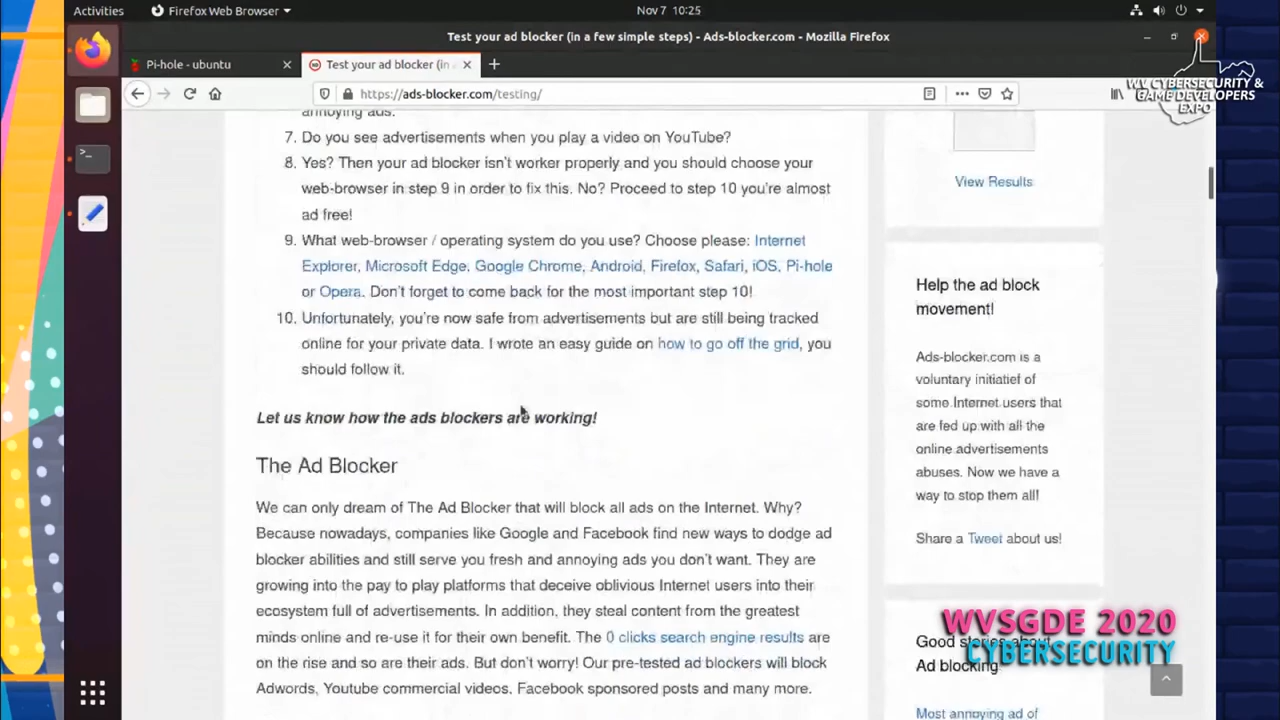 Activities
Firefox Web Browser
Nov 7 10:25
Test your ad blocker (in a few simple steps) - Ads-blocker.com - Mozilla Firefox
Pi-hole - ubuntu
Test your ad blocker (in a
https://ads-blocker.com/testing/
WV CYBERSECURITY &
GAME DEVELOPERS
EXPO
annoying ads.
7. Do you see advertisements when you play a video on YouTube?
8. Yes? Then your ad blocker isn't worker properly and you should choose your
web-browser in step 9 in order to fix this. No? Proceed to step 10 you're almost
ad free!
9. What web-browser / operating system do you use? Choose please: Internet
Explorer, Microsoft Edge, Google Chrome, Android, Firefox, Safari, iOS, Pi-hole
or Opera. Don't forget to come back for the most important step 10!
10. Unfortunately, you're now safe from advertisements but are still being tracked
online for your private data. I wrote an easy guide on how to go off the grid, you
should follow it.
Let us know how the ads blockers are working!
The Ad Blocker
We can only dream of The Ad Blocker that will block all ads on the Internet. Why?
Because nowadays, companies like Google and Facebook find new ways to dodge ad
blocker abilities and still serve you fresh and annoying ads you don't want. They are
growing into the pay to play platforms that deceive oblivious Internet users into their
ecosystem full of advertisements. In addition, they steal content from the greatest
minds online and re-use it for their own benefit. The 0 clicks search engine results are
on the rise and so are their ads. But don't worry! Our pre-tested ad blockers will block
Adwords, Youtube commercial videos, Facebook sponsored posts and many more.
View Results
Help the ad block
movement!
Ads-blocker.com is a
voluntary initiatief of
some Internet users that
are fed up with all the
online advertisements
abuses. Now we have a
way to stop them all!
Share a Tweet about us!
Good stories about
Ad blocking
Most annoying ad of
WVSGDE 2020
CYBERSECURITY